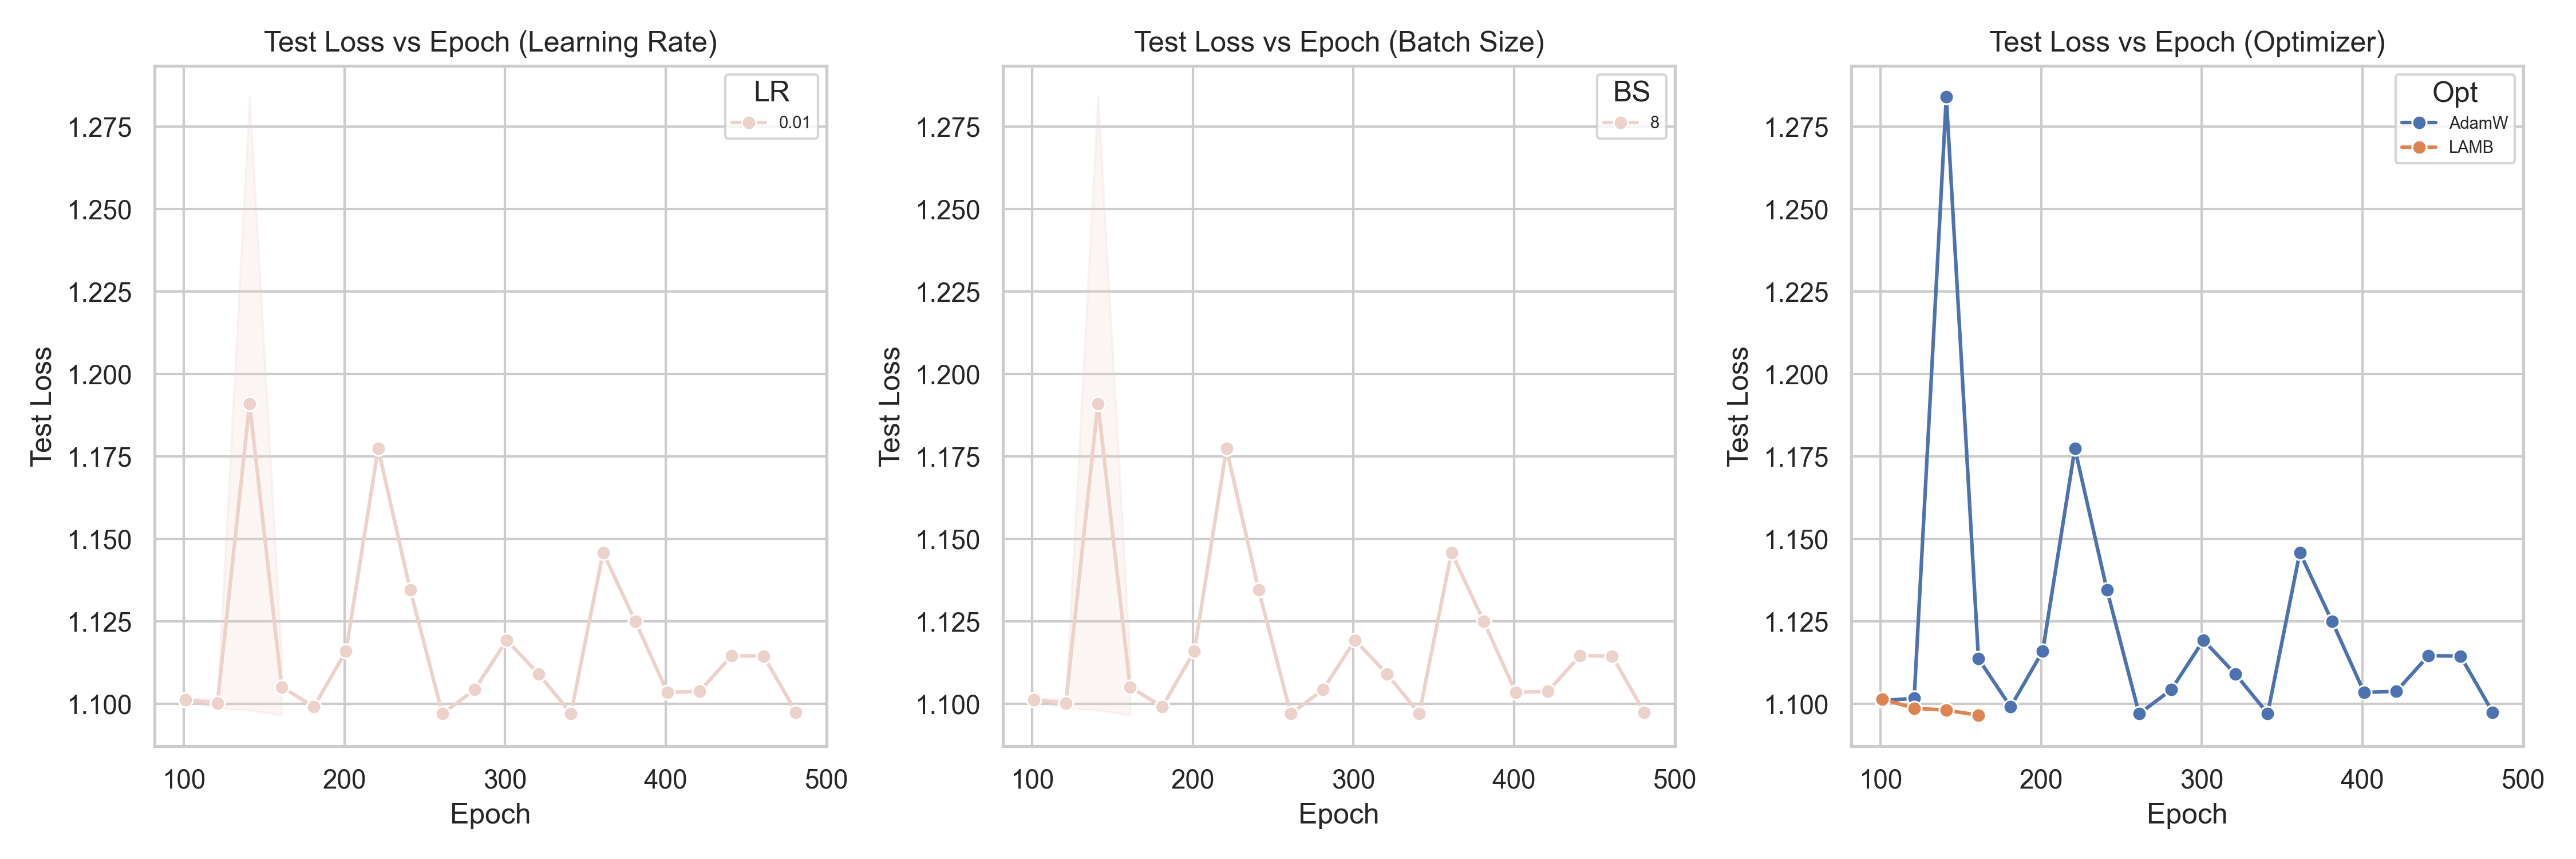 Test Loss vs Epoch (Learning Rate)
LR
0.01
1.275
1.250
1.225
1.200
1.175
1.150
1.125
1.100
Test Loss
100 200 300 400 500
Epoch
Test Loss vs Epoch (Batch Size)
BS
8
1.275
1.250
1.225
1.200
1.175
1.150
1.125
1.100
Test Loss
100 200 300 400 500
Epoch
Test Loss vs Epoch (Optimizer)
Opt
AdamW
LAMB
1.275
1.250
1.225
1.200
1.175
1.150
1.125
1.100
Test Loss
100 200 300 400 500
Epoch